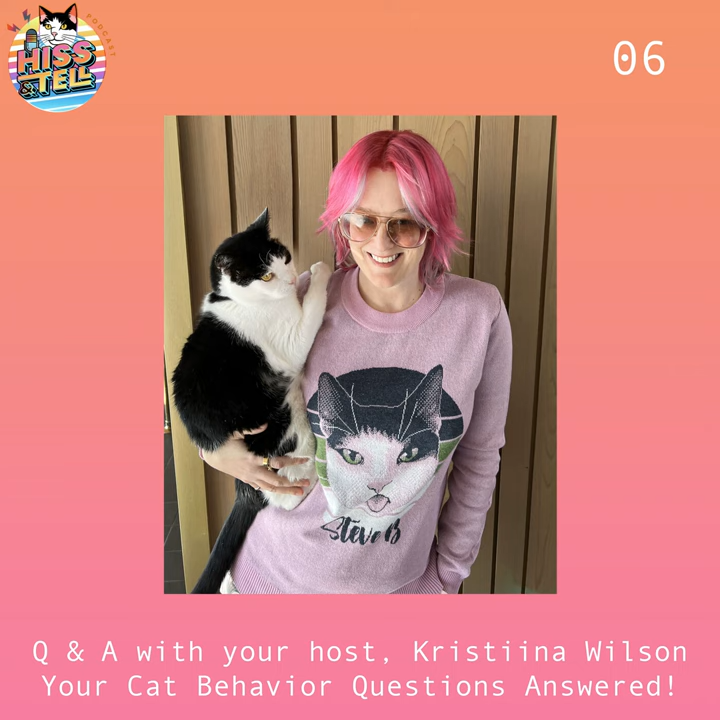 PODCAST
HISS
& TELL
06
Steve B
Q & A with your host, Kristiina Wilson
Your Cat Behavior Questions Answered!